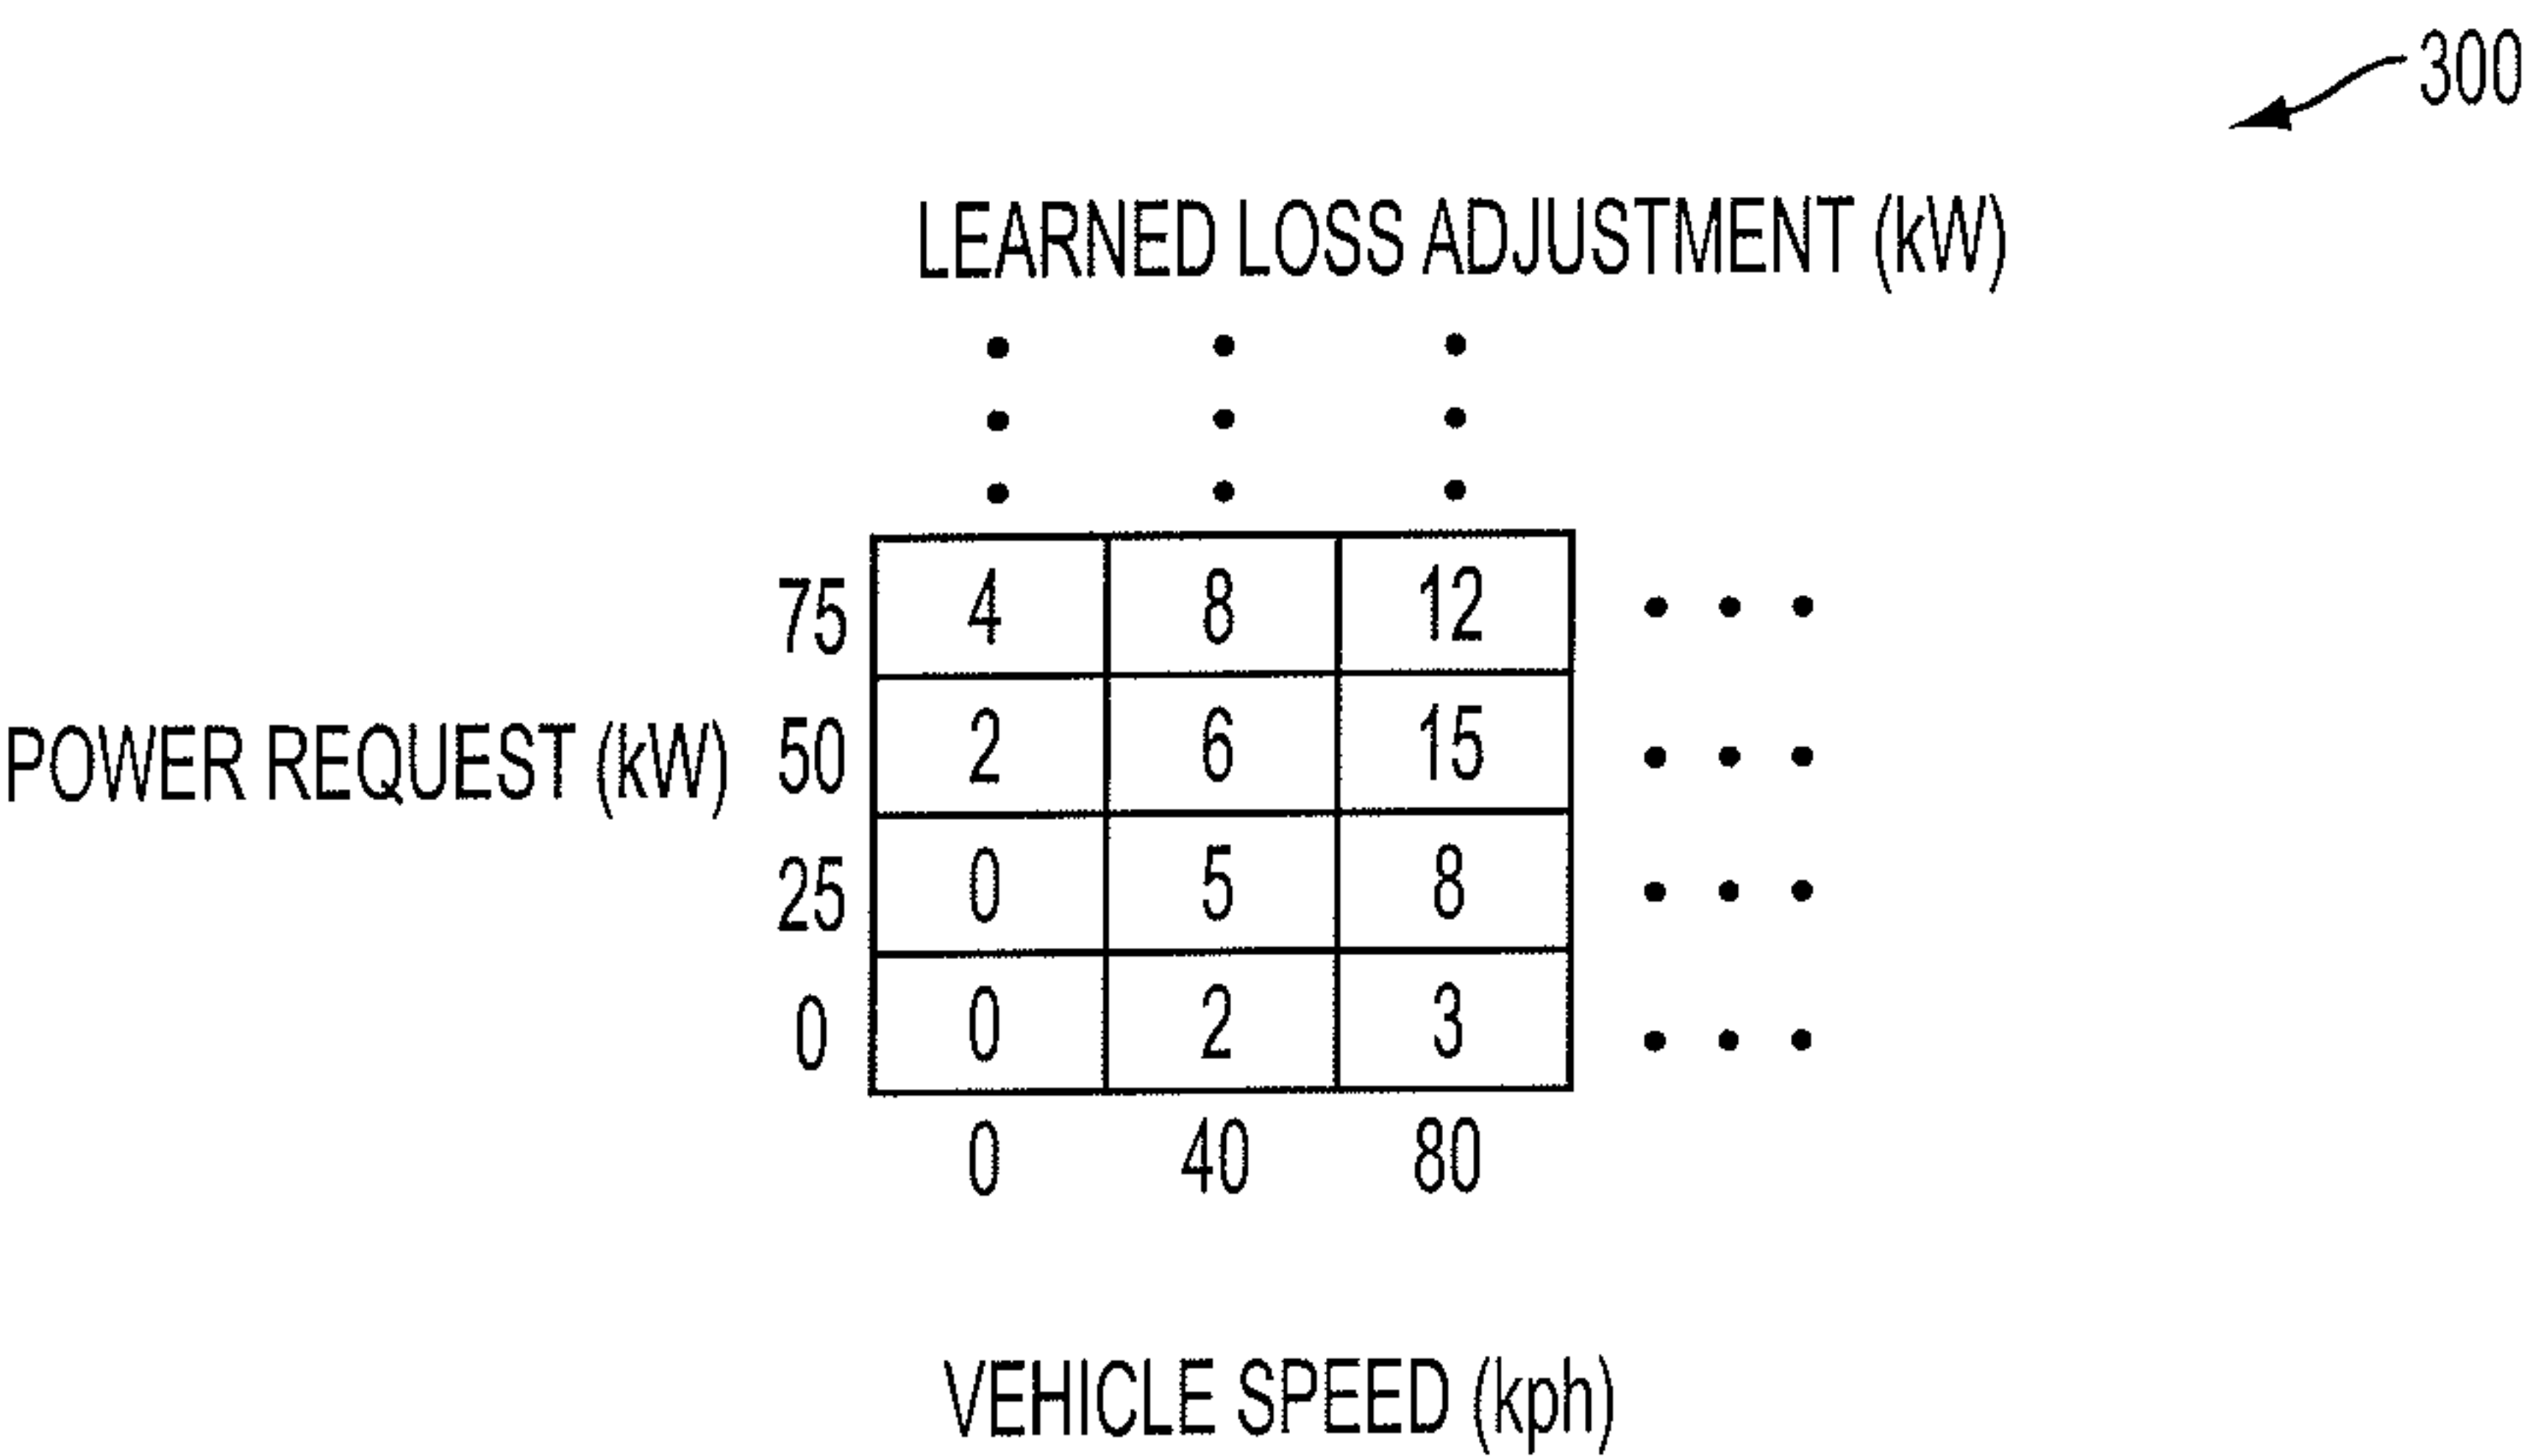 300
LEARNED LOSS ADJUSTMENT (kW)
75 4 8 12
POWER REQUEST (kW) 50 2 6 15
25 0 5 8
0 0 2 3
0 40 80
VEHICLE SPEED (kph)